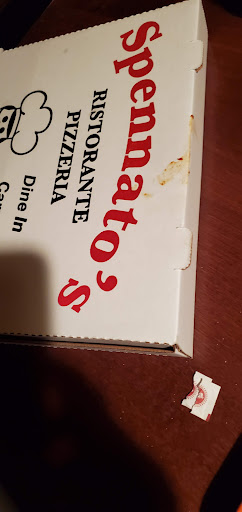 Spennato's
RISTORANTE
PIZZERIA
Dine In